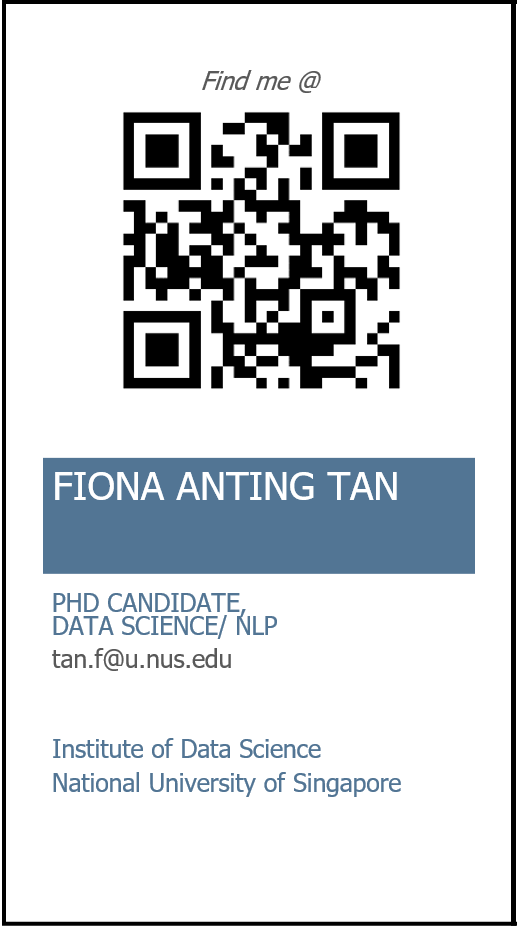 Find me @
FIONA ANTING TAN
PHD CANDIDATE,
DATA SCIENCE/ NLP
tan.f@u.nus.edu
Institute of Data Science
National University of Singapore